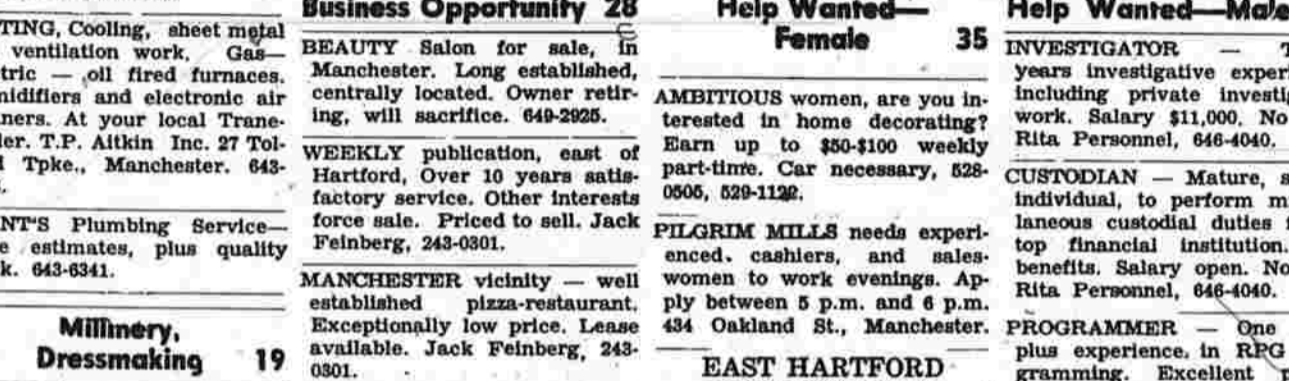 TING, Cooling, sheet metal
ventilation work. Gas—
tric — oil fired furnaces.
midifiers and electronic air
ners. At your local Trane-
ler. T.P. Aitkin Inc. 27 Tol-
Tpke., Manchester. 643-
NT'S Plumbing Service—
e estimates, plus quality
k. 643-6341.
Millinery,
Dressmaking 19
Business Opportunity 28
BEAUTY Salon for sale, in
Manchester. Long established,
centrally located. Owner retir-
ing, will sacrifice. 649-2925.
WEEKLY publication, east of
Hartford, Over 10 years satis-
factory service. Other interests
force sale. Priced to sell. Jack
Feinberg, 243-0301.
MANCHESTER vicinity — well
established pizza-restaurant.
Exceptionally low price. Lease
available. Jack Feinberg, 243-
0301.
Help Wanted—
Female 35
AMBITIOUS women, are you in-
terested in home decorating?
Earn up to $50-$100 weekly
part-time. Car necessary, 528-
0505, 529-1122.
PILGRIM MILLS needs experi-
enced. cashiers, and sales-
women to work evenings. Ap-
ply between 5 p.m. and 6 p.m.
434 Oakland St., Manchester.
EAST HARTFORD
Help Wanted—Male
INVESTIGATOR —
years investigative experi
including private investi
work. Salary $11,000. No
Rita Personnel, 646-4040.
CUSTODIAN — Mature, s
individual, to perform m
laneous custodial duties
top financial institution.
benefits. Salary open. No
Rita Personnel, 646-4040.
PROGRAMMER — One
plus experience. in RPG
gramming. Excellent